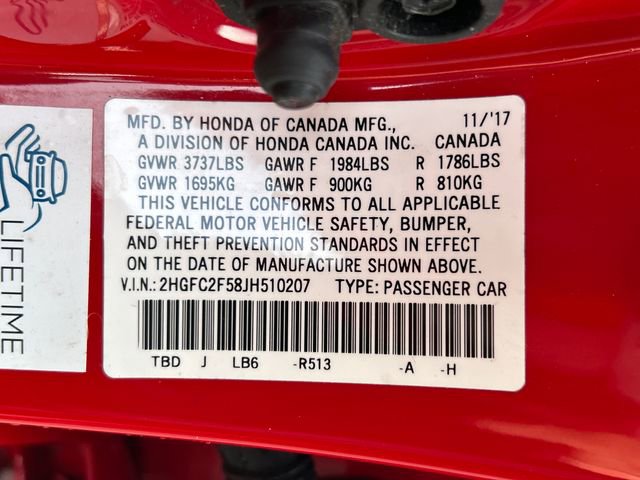 MFD. BY HONDA OF CANADA MFG., 11/'17
A DIVISION OF HONDA CANADA INC. CANADA
GVWR 3737LBS GAWR F 1984LBS R 1786LBS
GVWR 1695KG GAWR F 900KG R 810KG
THIS VEHICLE CONFORMS TO ALL APPLICABLE
FEDERAL MOTOR VEHICLE SAFETY, BUMPER,
AND THEFT PREVENTION STANDARDS IN EFFECT
ON THE DATE OF MANUFACTURE SHOWN ABOVE.
V.I.N.: 2HGFC2F58JH510207 TYPE: PASSENGER CAR
TBD J LB6 -R513 -A -H
LIFETIME